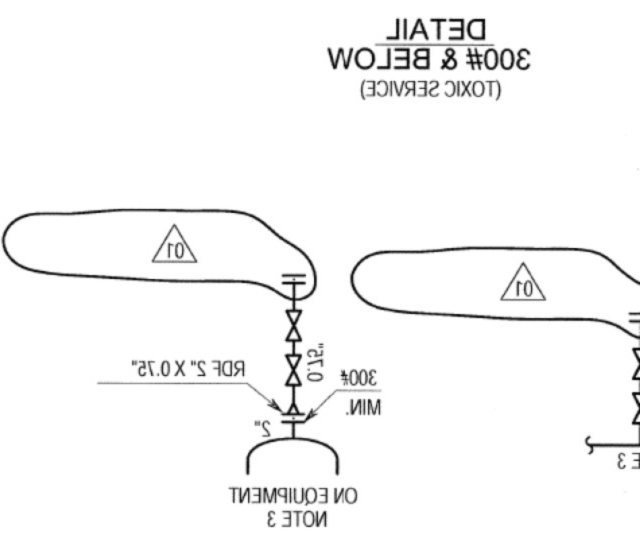 DETAIL
300# & BELOW
(TOXIC SERVICE)
01
01
0.75"
RDF 2" X 0.75"
300#
MIN.
2"
E 3
ON EQUIPMENT
NOTE 3